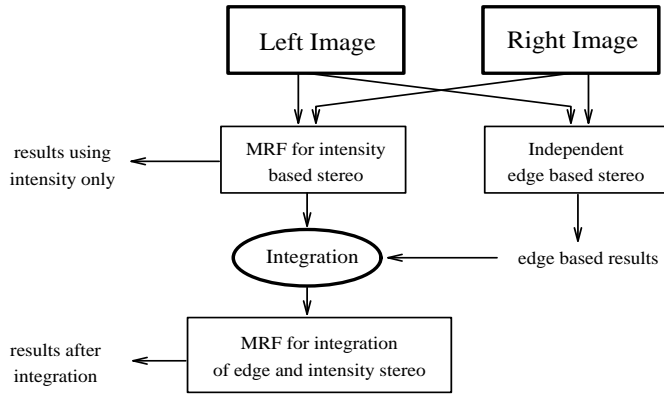 Left Image
Right Image
results using
intensity only
MRF for intensity
based stereo
Independent
edge based stereo
Integration
edge based results
results after
integration
MRF for integration
of edge and intensity stereo